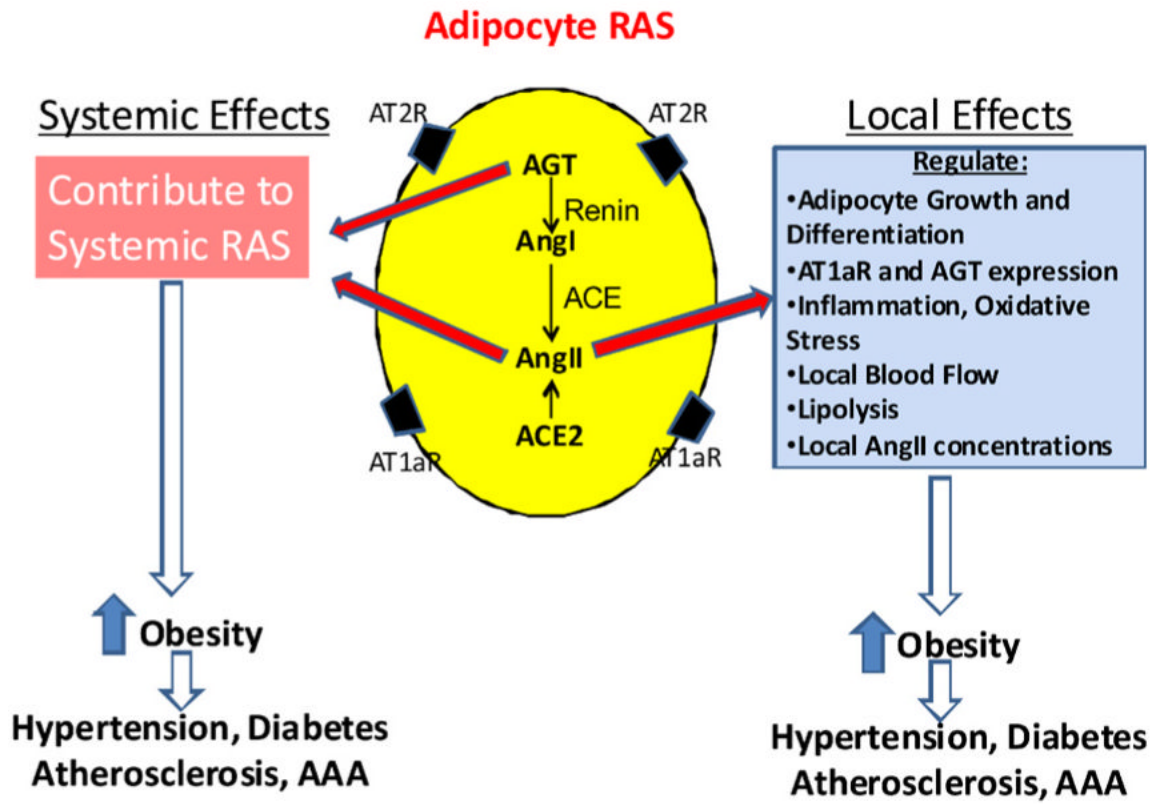 Adipocyte RAS
Systemic Effects
Contribute to
Systemic RAS
Obesity
Hypertension, Diabetes
Atherosclerosis, AAA
AT2R
AT2R
AGT
Renin
AngI
ACE
AngII
ACE2
AT1aR
AT1aR
Local Effects
Regulate:
•Adipocyte Growth and
Differentiation
•AT1aR and AGT expression
•Inflammation, Oxidative
Stress
•Local Blood Flow
•Lipolysis
•Local AngII concentrations
Obesity
Hypertension, Diabetes
Atherosclerosis, AAA